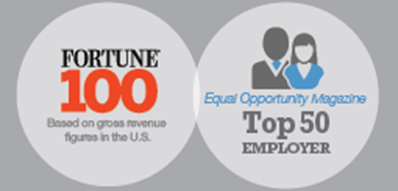 FORTUNE
100
Based on gross revenue
figures in the U.S.
Equal Opportunity Magazine
Top 50
EMPLOYER